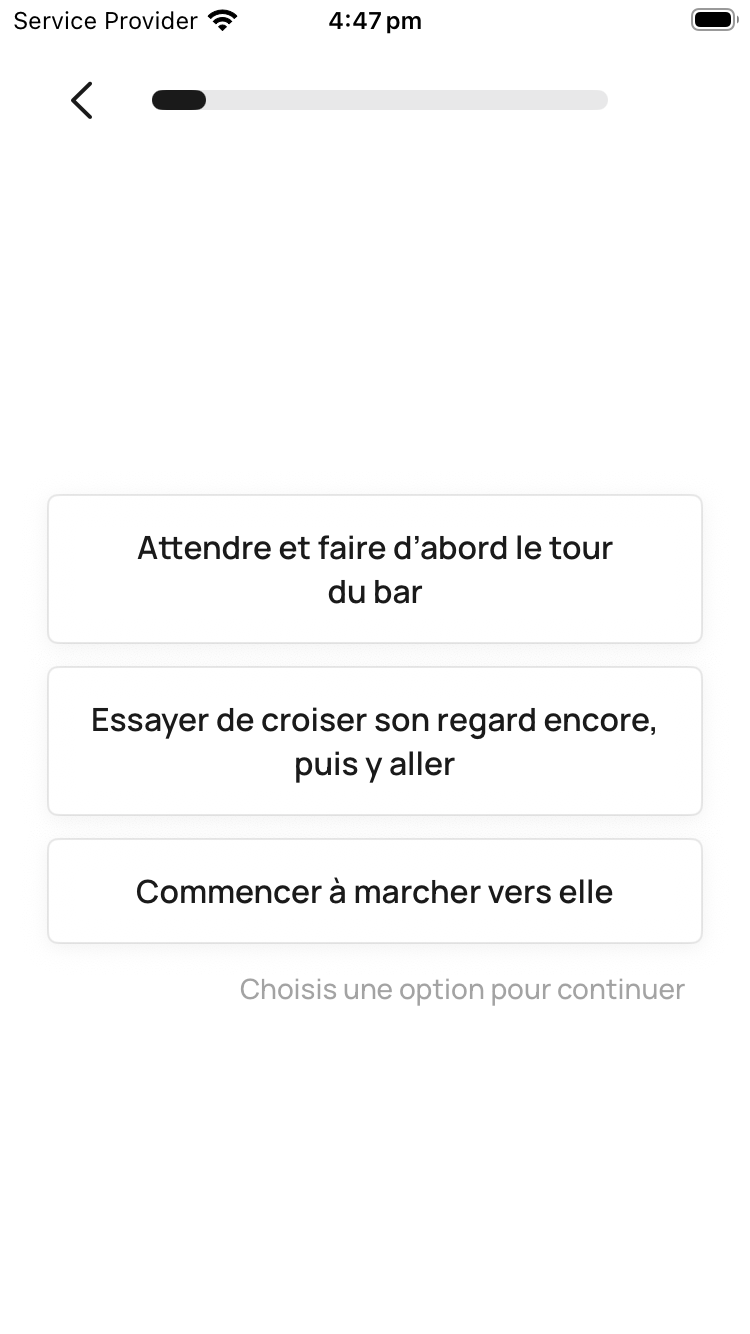 Service Provider 4:47 pm
Attendre et faire d’abord le tour
du bar
Essayer de croiser son regard encore,
puis y aller
Commencer à marcher vers elle
Choisis une option pour continuer